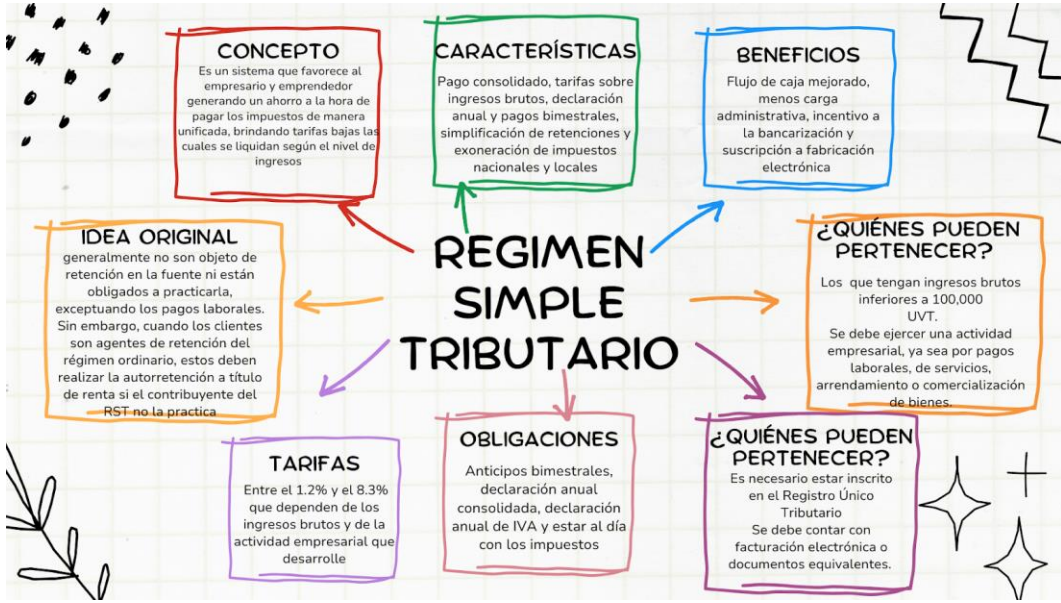 CONCEPTO
Es un sistema que favorece al
empresario y emprendedor
generando un ahorro a la hora de
pagar los impuestos de manera
unificada, brindando tarifas bajas las
cuales se liquidan según el nivel de
ingresos
CARACTERÍSTICAS
Pago consolidado, tarifas sobre
ingresos brutos, declaración
anual y pagos bimestrales,
simplificación de retenciones y
exoneración de impuestos
nacionales y locales
BENEFICIOS
Flujo de caja mejorado,
menos carga
administrativa, incentivo a
la bancarización y
suscripción a fabricación
electrónica
IDEA ORIGINAL
generalmente no son objeto de
retención en la fuente ni están
obligados a practicarla,
exceptuando los pagos laborales.
Sin embargo, cuando los clientes
son agentes de retención del
régimen ordinario, estos deben
realizar la autorretención a título
de renta si el contribuyente del
RST no la practica
REGIMEN
SIMPLE
TRIBUTARIO
¿QUIÉNES PUEDEN
PERTENECER?
Los que tengan ingresos brutos
inferiores a 100,000
UVT.
Se debe ejercer una actividad
empresarial, ya sea por pagos
laborales, de servicios,
arrendamiento o comercialización
de bienes.
TARIFAS
Entre el 1.2% y el 8.3%
que dependen de los
ingresos brutos y de la
actividad empresarial que
desarrolle
OBLIGACIONES
Anticipos bimestrales,
declaración anual
consolidada, declaración
anual de IVA y estar al día
con los impuestos
¿QUIÉNES PUEDEN
PERTENECER?
Es necesario estar inscrito
en el Registro Único
Tributario
Se debe contar con
facturación electrónica o
documentos equivalentes.